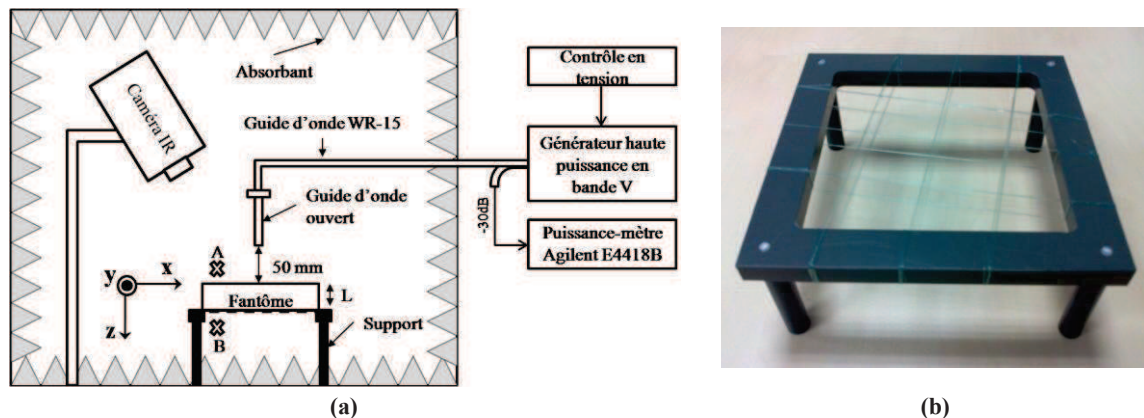 Absorbant
Caméra IR
Guide d'onde WR-15
Guide d'onde
ouvert
Contrôle en
tension
Générateur haute
puissance en
bande V
-30dB
Puissance-mètre
Agilent E4418B
A
50 mm
y
x
z
Fantôme
L
B
Support
(a)
(b)